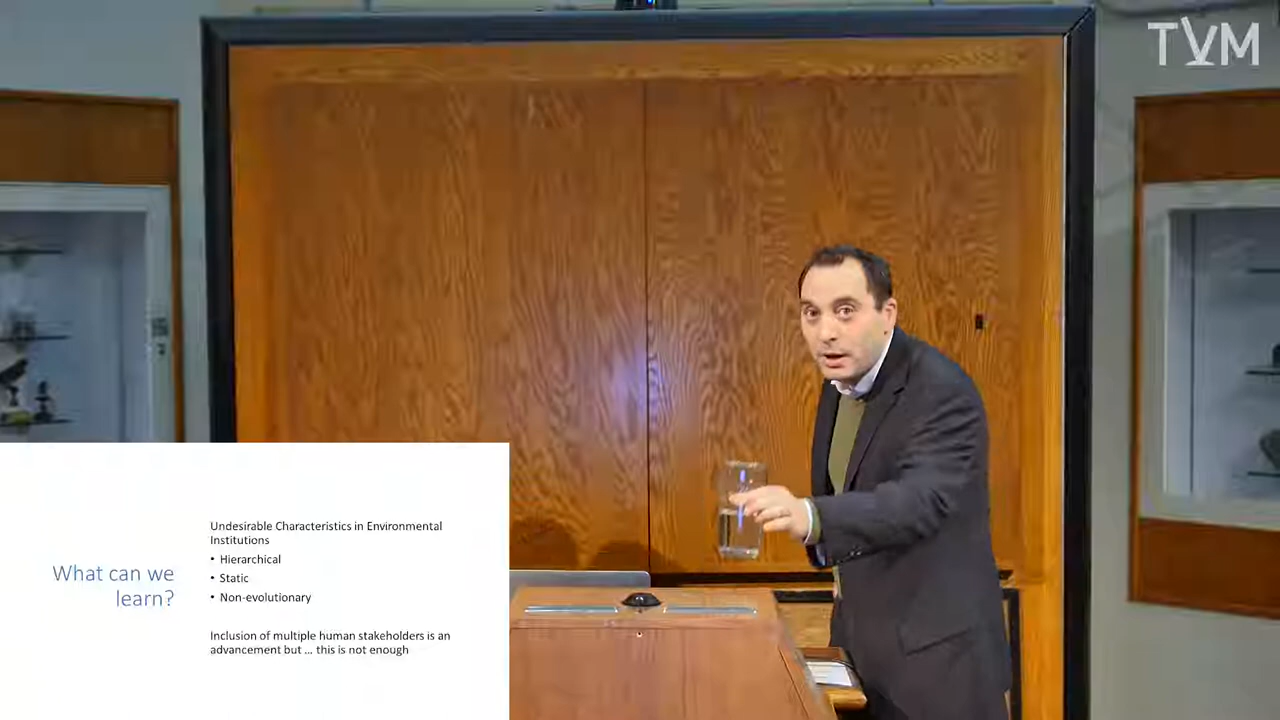 TVM
What can we
learn?
Undesirable Characteristics in Environmental
Institutions
• Hierarchical
• Static
• Non-evolutionary
Inclusion of multiple human stakeholders is an
advancement but … this is not enough